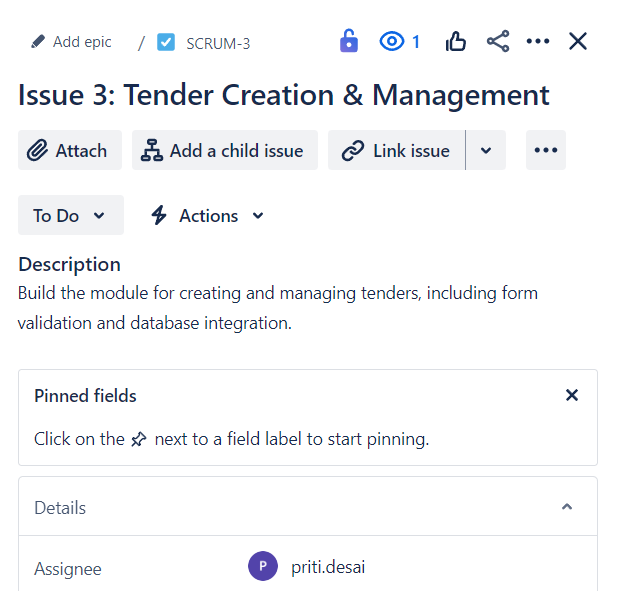 Add epic / SCRUM-3 1
Issue 3: Tender Creation & Management
Attach Add a child issue Link issue
To Do Actions
Description
Build the module for creating and managing tenders, including form
validation and database integration.
Pinned fields
Click on the next to a field label to start pinning.
Details
Assignee P priti.desai